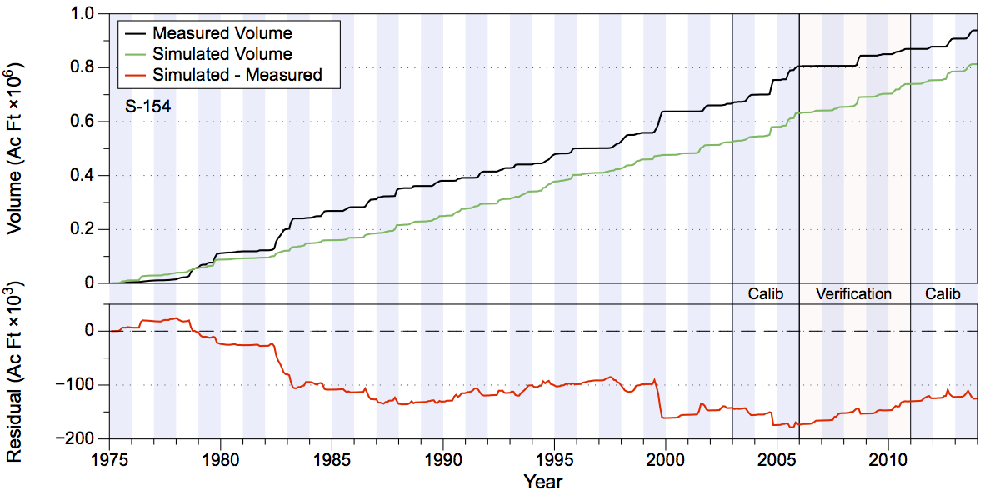 1.0
0.8
0.6
0.4
0.2
0
Volume (Ac Ft ×10⁶)
Measured Volume
Simulated Volume
Simulated - Measured
S-154
Calib
Verification
Calib
0
−100
−200
Residual (Ac Ft ×10³)
1975 1980 1985 1990 1995 2000 2005 2010
Year